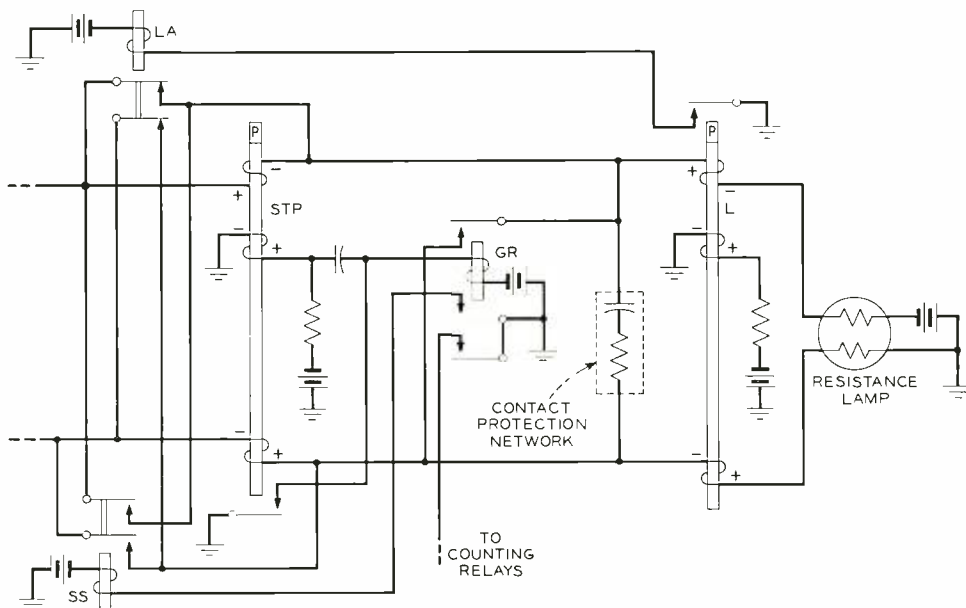 LA
P
P
+
-
-
+
STP
L
-
-
+
+
GR
-
+
RESISTANCE
LAMP
CONTACT
PROTECTION
NETWORK
-
+
-
+
TO
COUNTING
RELAYS
SS